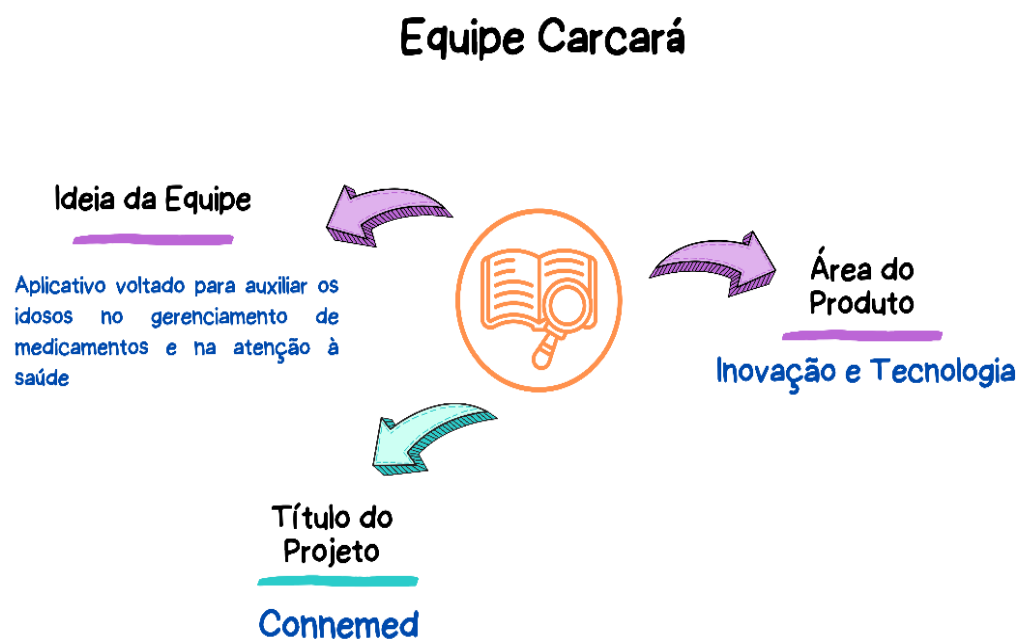 Equipe Carcará
Ideia da Equipe
Aplicativo voltado para auxiliar os
idosos no gerenciamento de
medicamentos e na atenção à
saúde
Área do
Produto
Inovação e Tecnologia
Título do
Projeto
Connemed